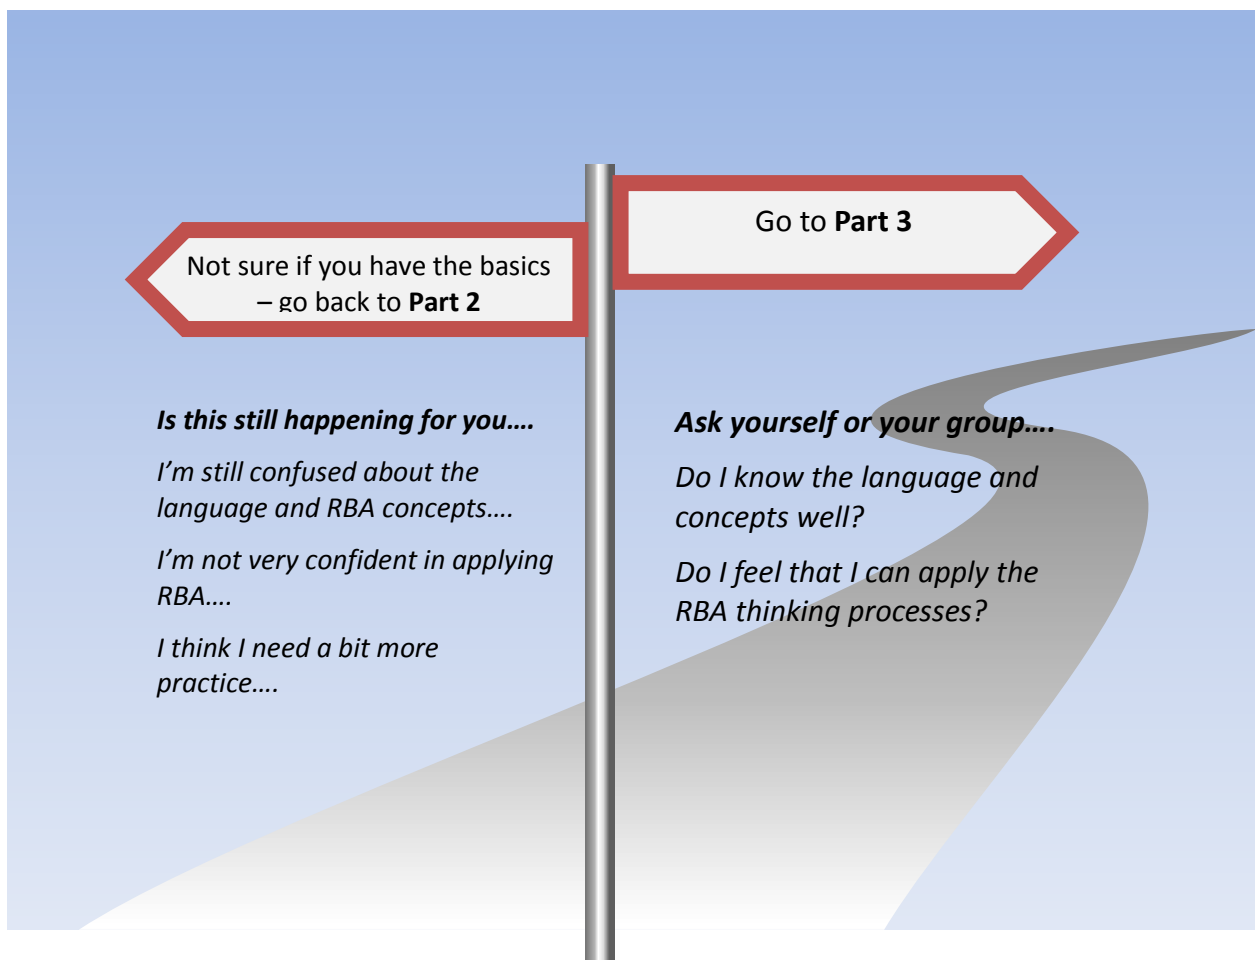 Not sure if you have the basics
– go back to Part 2
Go to Part 3
Is this still happening for you....
I’m still confused about the
language and RBA concepts....
I’m not very confident in applying
RBA....
I think I need a bit more
practice....
Ask yourself or your group....
Do I know the language and
concepts well?
Do I feel that I can apply the
RBA thinking processes?